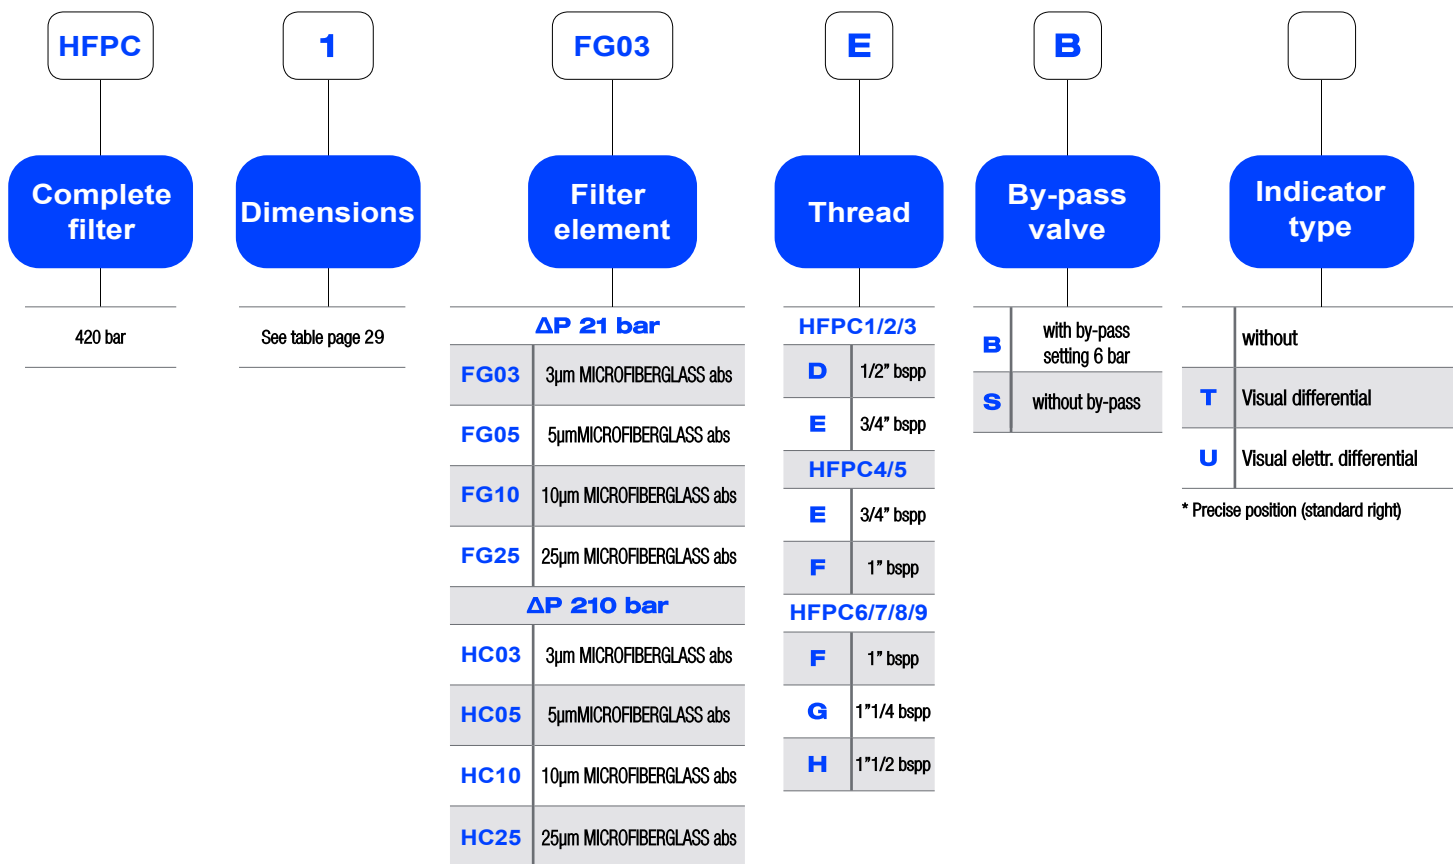 HFPC
1
FG03
E
B
Complete
filter
Dimensions
Filter
element
Thread
By-pass
valve
Indicator
type
420 bar
See table page 29
ΔP 21 bar
FG03 3µm MICROFIBERGLASS abs
FG05 5µmMICROFIBERGLASS abs
FG10 10µm MICROFIBERGLASS abs
FG25 25µm MICROFIBERGLASS abs
ΔP 210 bar
HC03 3µm MICROFIBERGLASS abs
HC05 5µmMICROFIBERGLASS abs
HC10 10µm MICROFIBERGLASS abs
HC25 25µm MICROFIBERGLASS abs
HFPC1/2/3
D 1/2” bspp
E 3/4” bspp
HFPC4/5
E 3/4” bspp
F 1” bspp
HFPC6/7/8/9
F 1” bspp
G 1”1/4 bspp
H 1”1/2 bspp
B with by-pass
setting 6 bar
S without by-pass
without
T Visual differential
U Visual elettr. differential
* Precise position (standard right)